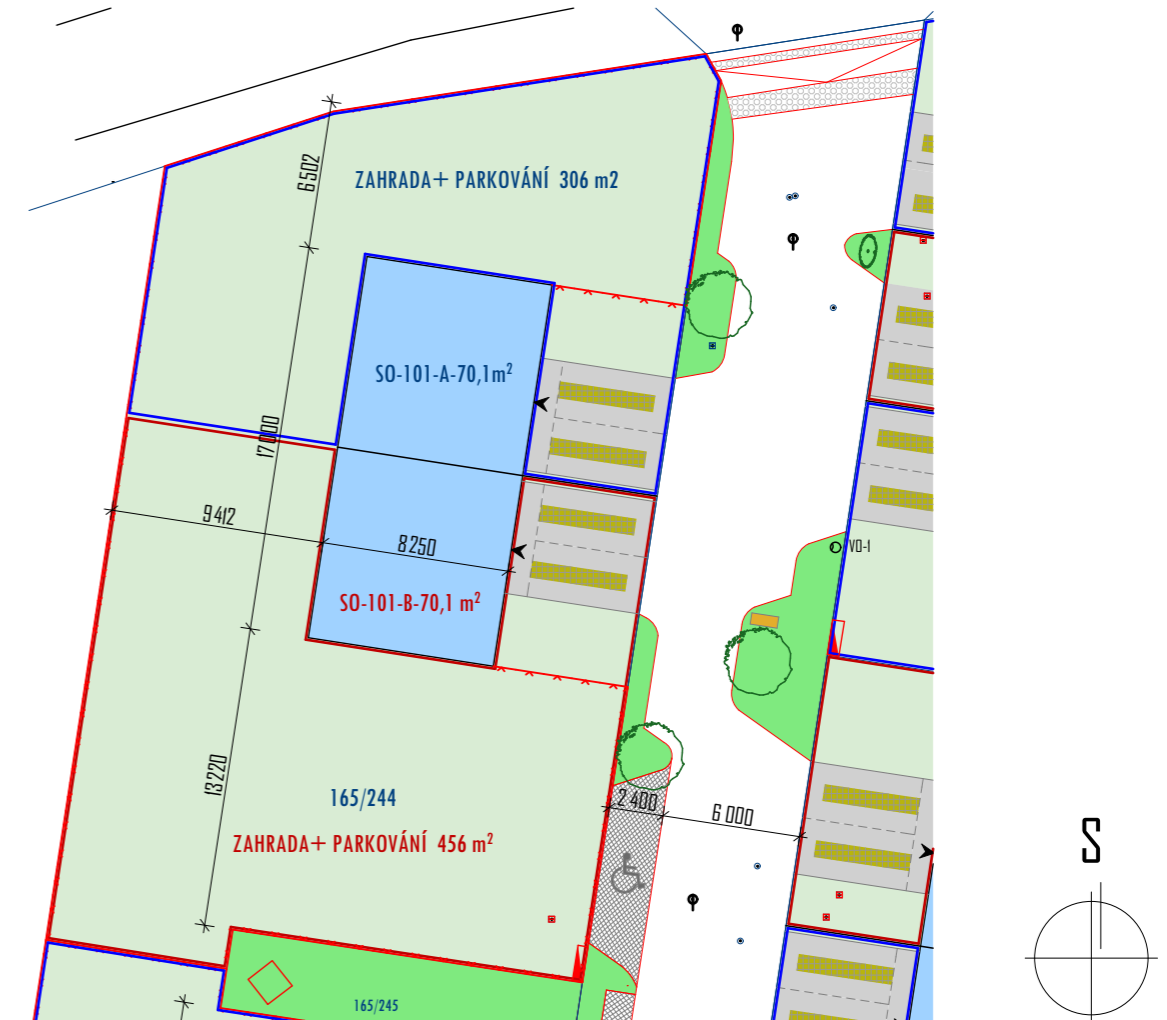 6502
ZAHRADA+ PARKOVÁNÍ 306 m2
SO-101-A-70,1m²
17000
9412
8250
VO-1
SO-101-B-70,1 m²
13220
165/244
2 400
6 000
ZAHRADA+ PARKOVÁNÍ 456 m²
S
165/245